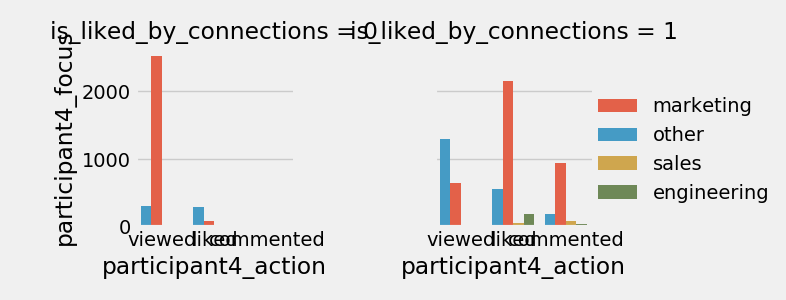 is_liked_by_connections = 0
is_liked_by_connections = 1
participant4_focus
2000
1000
0
viewed
liked
commented
participant4_action
viewed
liked
commented
participant4_action
marketing
other
sales
engineering